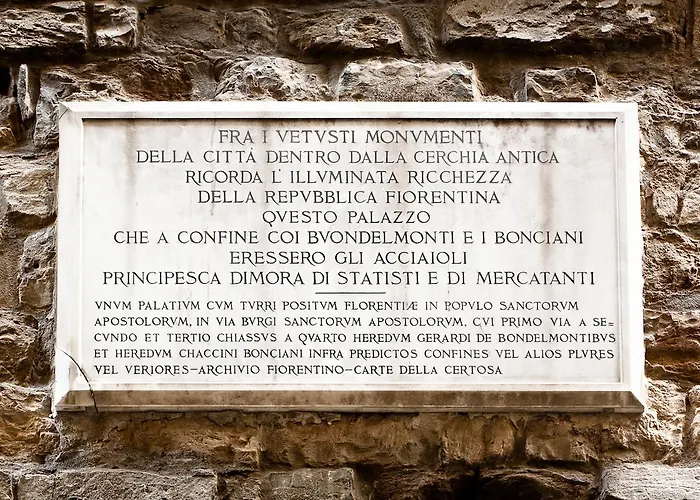 FRA I VETVSTI MONVMENTI
DELLA CITTÀ DENTRO DALLA CERCHIA ANTICA
RICORDA L' ILLVMINATA RICCHEZZA
DELLA REPVBBLICA FIORENTINA
QVESTO PALAZZO
CHE A CONFINE COI BVONDELMONTI E I BONCIANI
ERESSERO GLI ACCIAIOLI
PRINCIPESCA DIMORA DI STATISTI E DI MERCATANTI
VNVM PALATIVM CVM TVRRI POSITVM FLORENTIÆ IN POPVLO SANCTORVM
APOSTOLORVM, IN VIA BVRGI SANCTORVM APOSTOLORVM, CVI PRIMO VIA A SE=
CVNDO ET TERTIO CHIASSVS A QVARTO HEREDVM GERARDI DE BONDELMONTIBVS
ET HEREDVM CHACCINI BONCIANI INFRA PREDICTOS CONFINES VEL ALIOS PLVRES
VEL VERIORES–ARCHIVIO FIORENTINO–CARTE DELLA CERTOSA